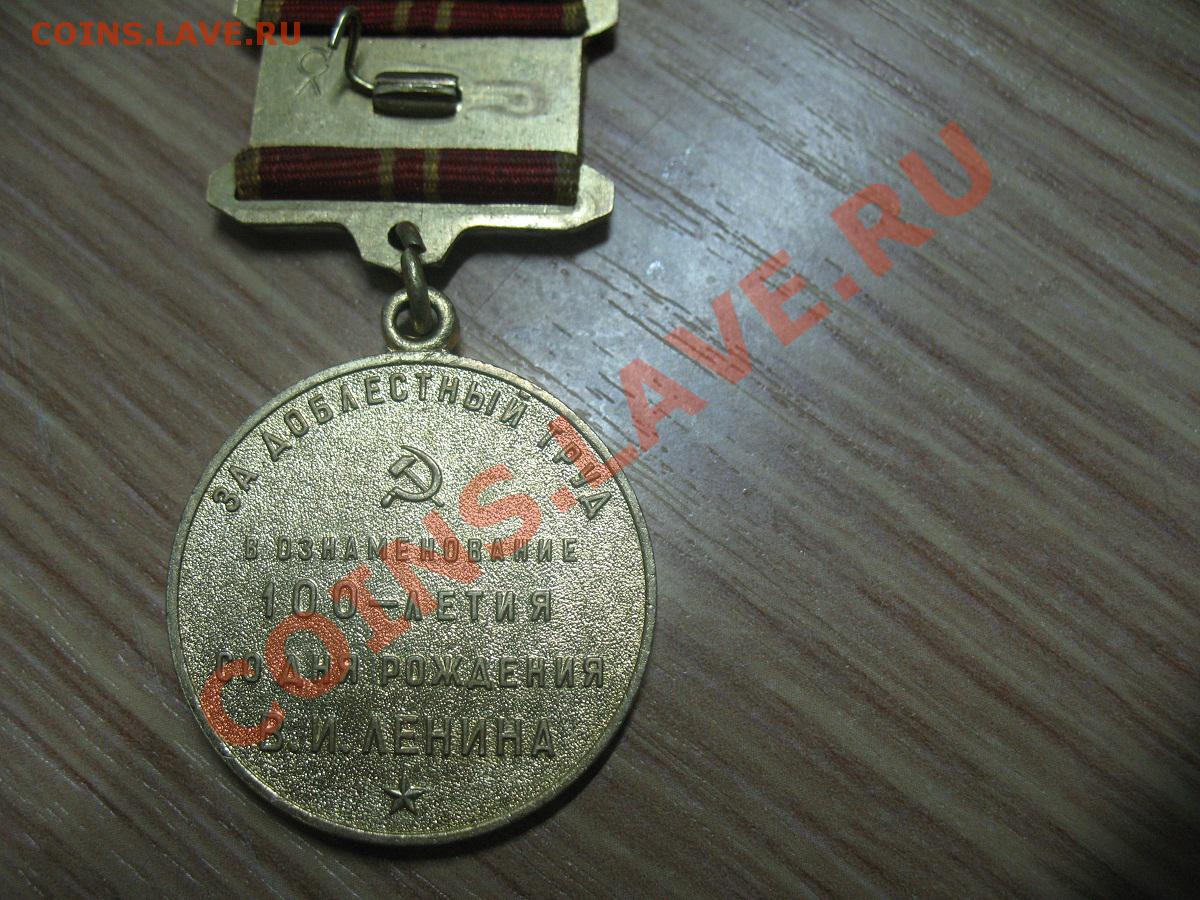 COINS.LAVE.RU
ЗА ДОБЛЕСТНЫЙ ТРУД
В ОЗНАМЕНОВАНИЕ
100-ЛЕТИЯ
СО ДНЯ РОЖДЕНИЯ
В. И. ЛЕНИНА
COINS.LAVE.RU